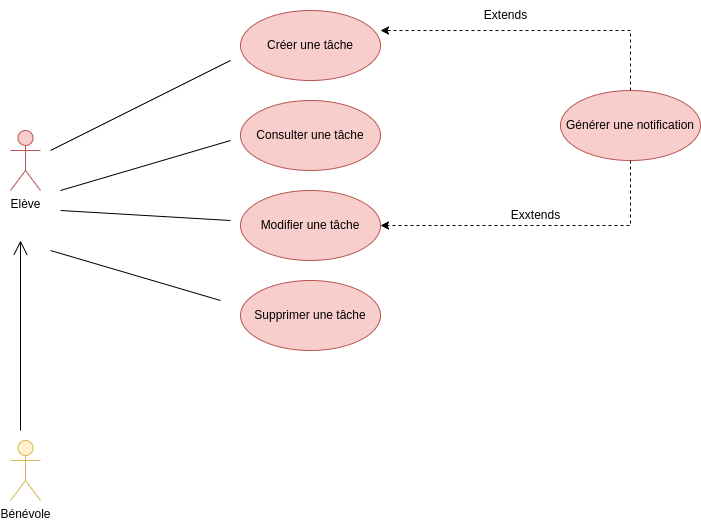 Extends
Créer une tâche
Générer une notification
Consulter une tâche
Elève
Exxtends
Modifier une tâche
Supprimer une tâche
Bénévole